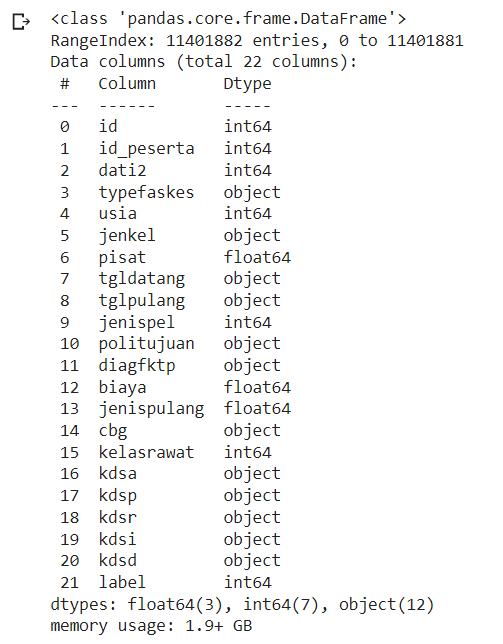 <class 'pandas.core.frame.DataFrame'>
RangeIndex: 11401882 entries, 0 to 11401881
Data columns (total 22 columns):
 #   Column       Dtype
---  ------       -----
 0   id           int64
 1   id_peserta   int64
 2   dati2        int64
 3   typefaskes   object
 4   usia         int64
 5   jenkel       object
 6   pisat        float64
 7   tgldatang    object
 8   tglpulang    object
 9   jenispel     int64
 10  politujuan   object
 11  diagfktp     object
 12  biaya        float64
 13  jenispulang  float64
 14  cbg          object
 15  kelasrawat   int64
 16  kdsa         object
 17  kdsp         object
 18  kdsr         object
 19  kdsi         object
 20  kdsd         object
 21  label        int64
dtypes: float64(3), int64(7), object(12)
memory usage: 1.9+ GB